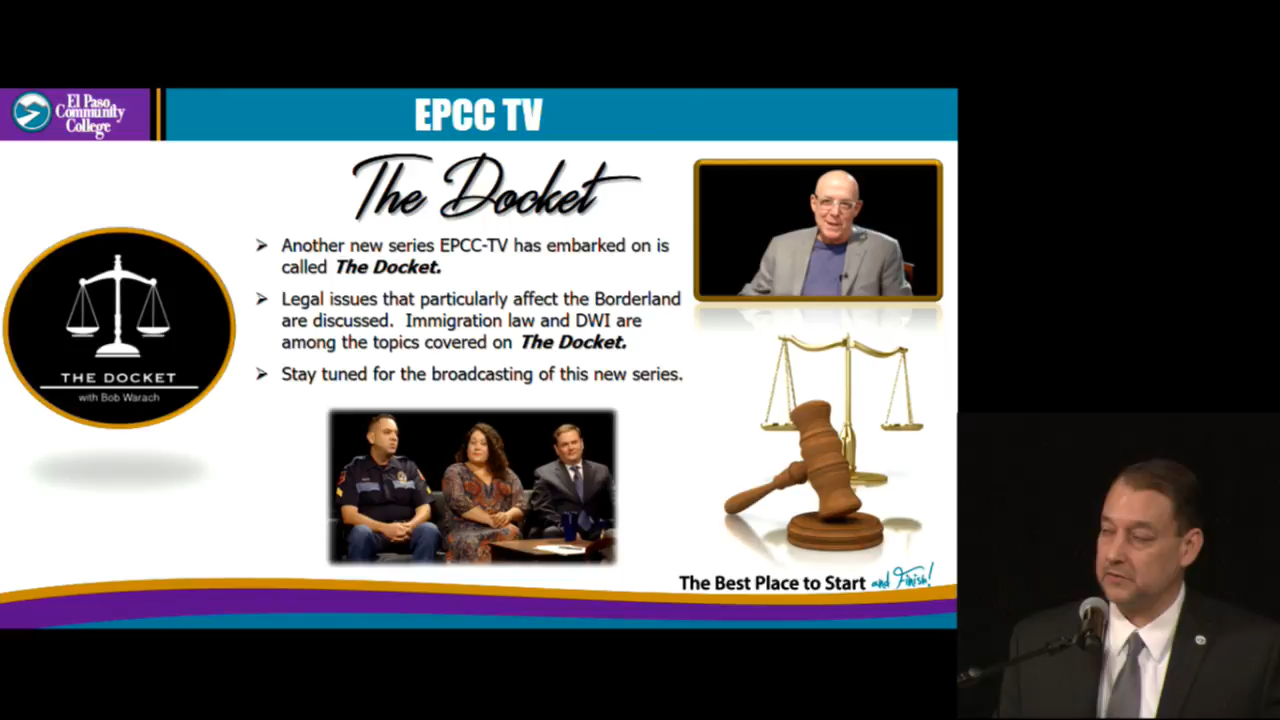 El Paso
Community
College
EPCC TV
The Docket
➢ Another new series EPCC-TV has embarked on is
called The Docket.
➢ Legal issues that particularly affect the Borderland
are discussed. Immigration law and DWI are
among the topics covered on The Docket.
➢ Stay tuned for the broadcasting of this new series.
THE DOCKET
with Bob Warach
The Best Place to Start and Finish!